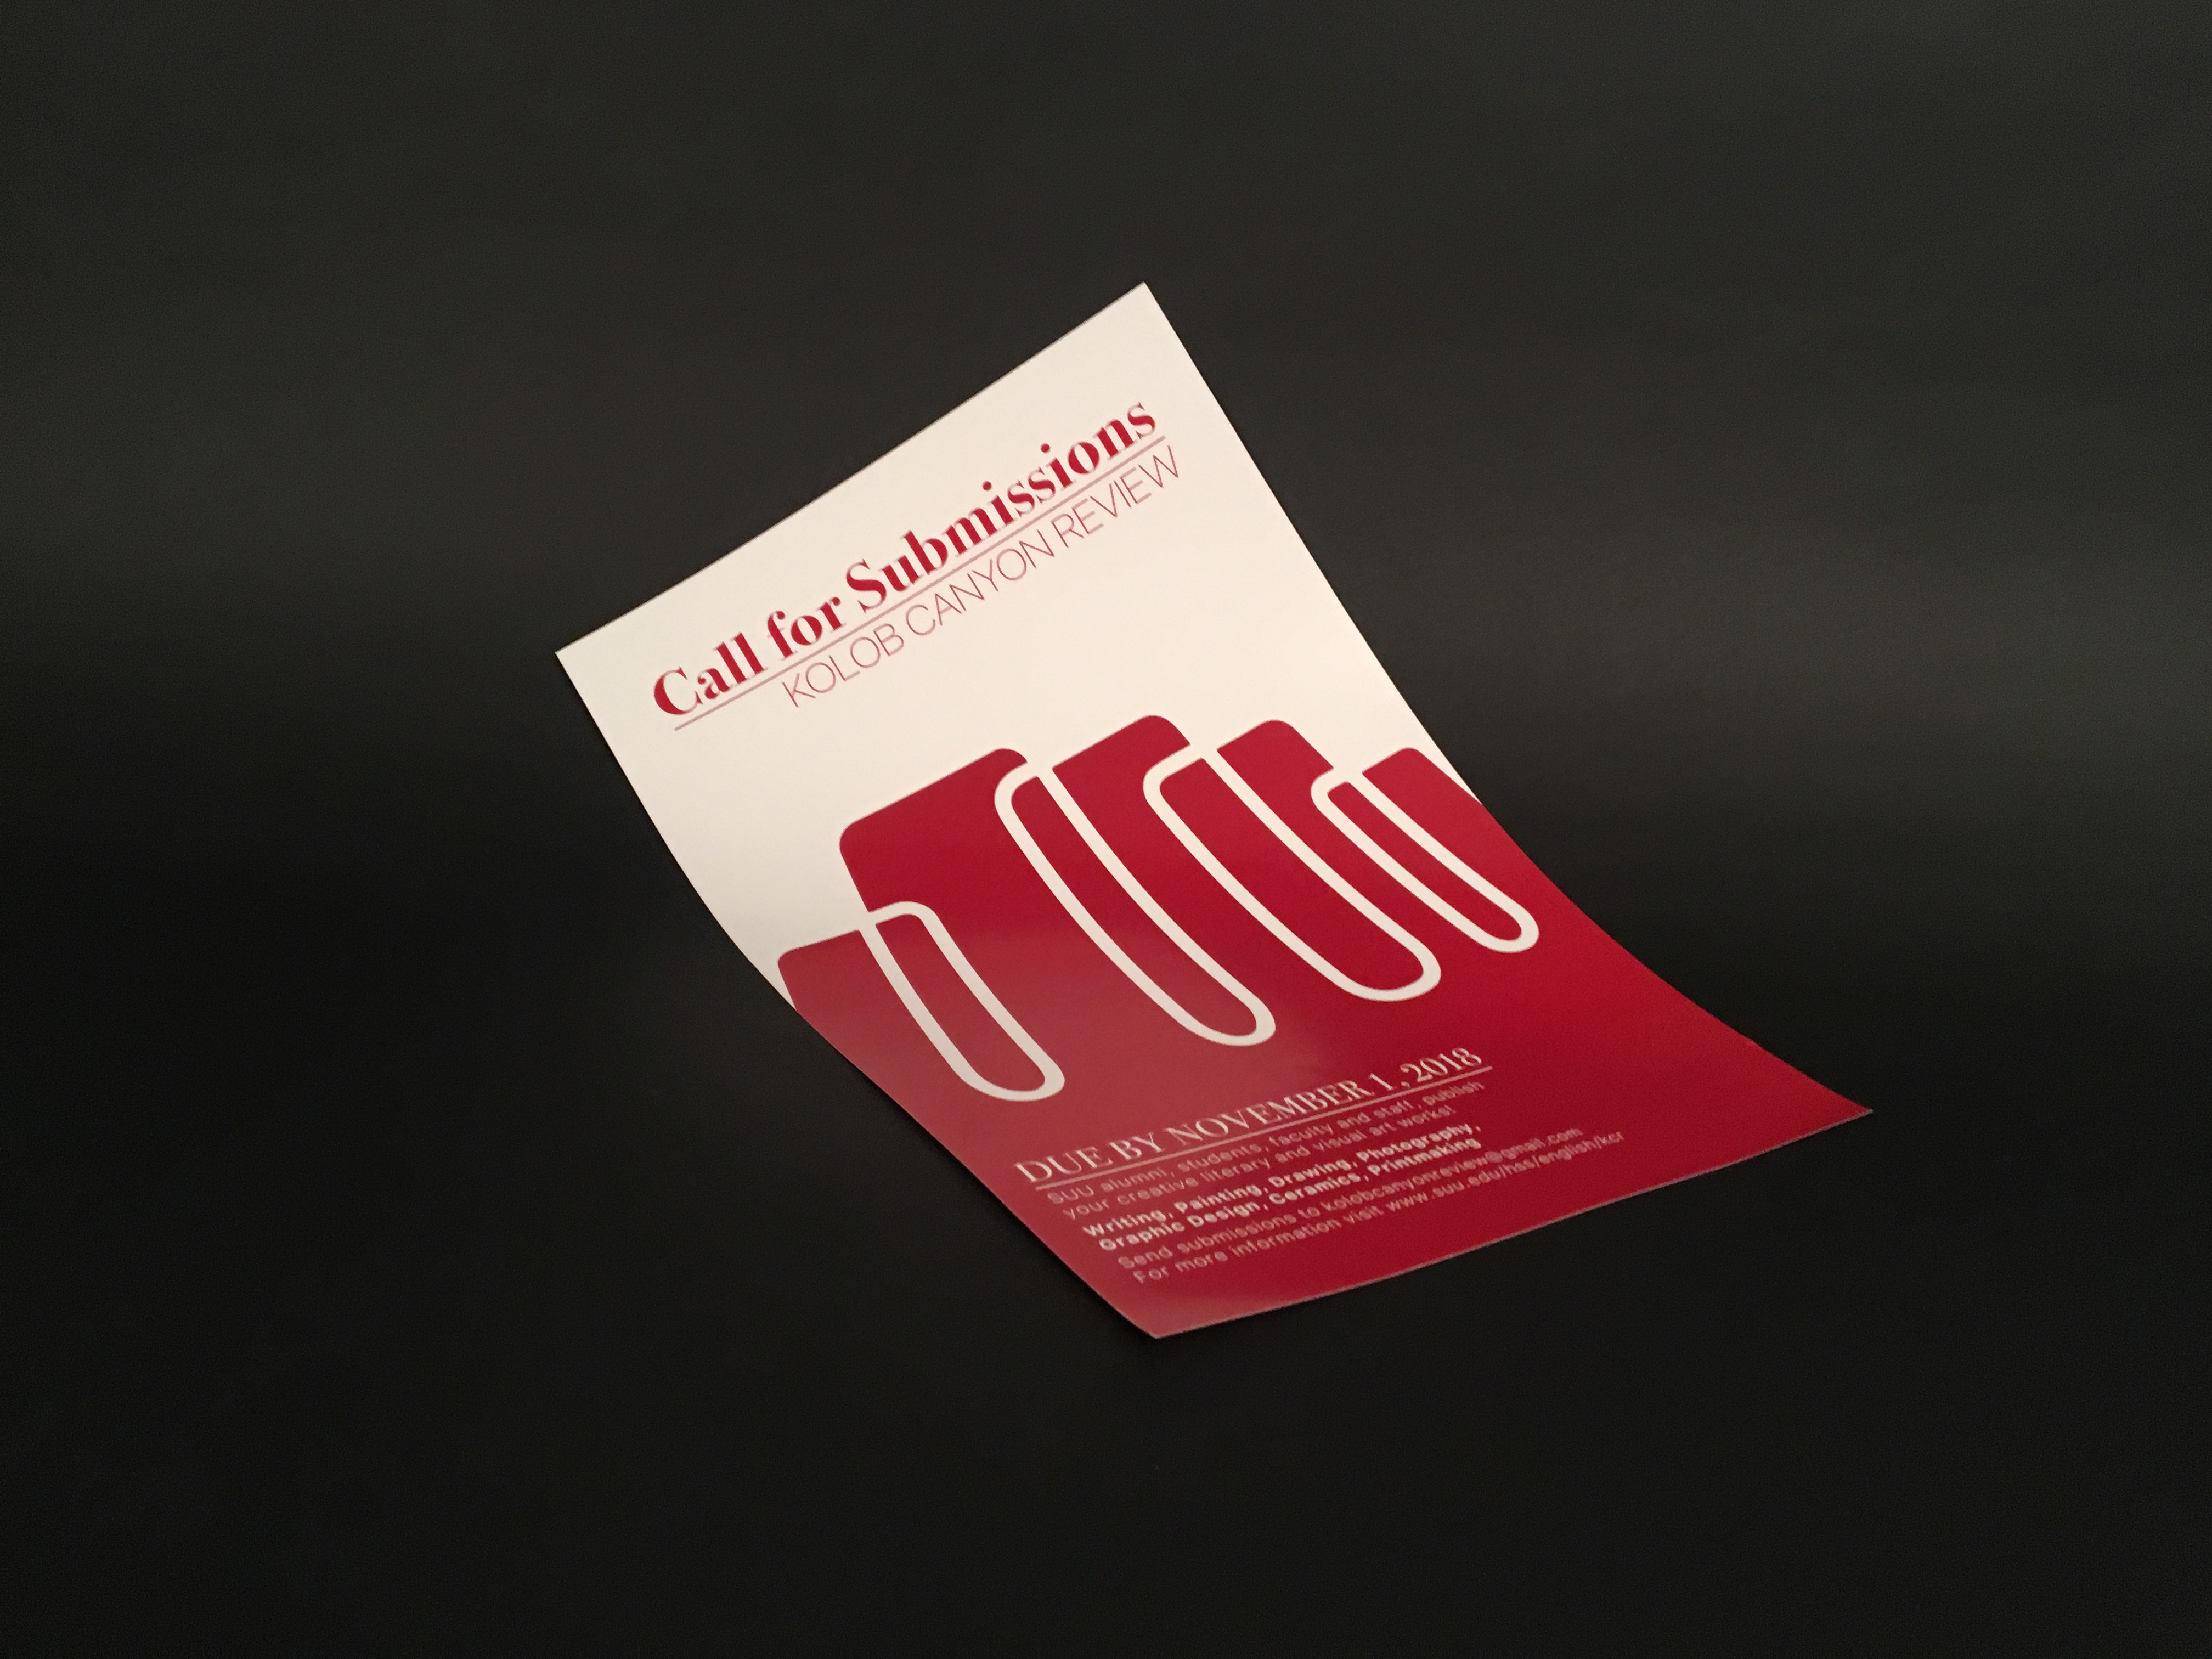 Call for Submissions
KOLOB CANYON REVIEW
DUE BY NOVEMBER 1, 2018
SUU alumni, students, faculty and staff, publish
your creative literary and visual art works!
Writing, Painting, Drawing, Photography,
Graphic Design, Ceramics, Printmaking
Send submissions to kolobcanyonreview@gmail.com
For more information visit www.suu.edu/hss/english/kcr